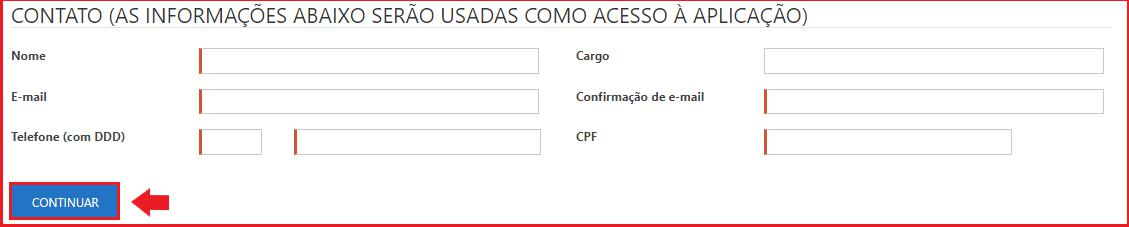 CONTATO (AS INFORMAÇÕES ABAIXO SERÃO USADAS COMO ACESSO À APLICAÇÃO)
Nome
Cargo
E-mail
Confirmação de e-mail
Telefone (com DDD)
CPF
CONTINUAR